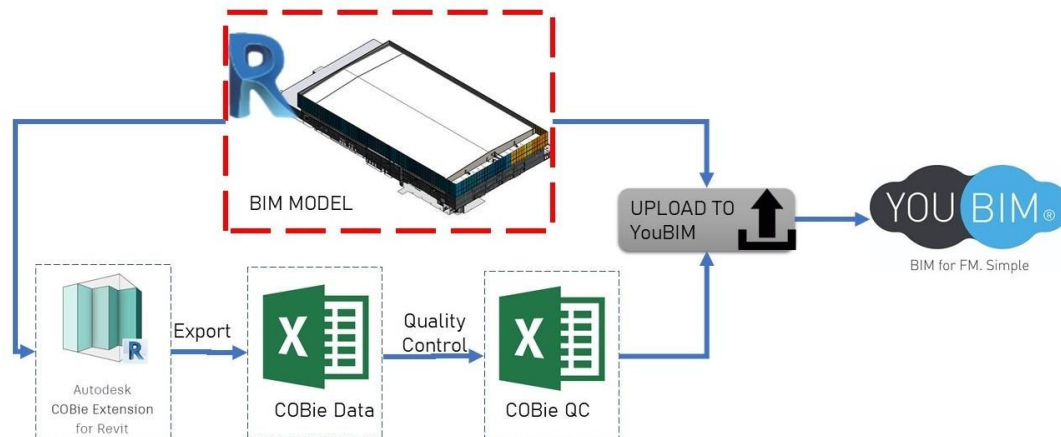 R
BIM MODEL
UPLOAD TO
YouBIM
YOU BIM®
BIM for FM. Simple
R
Autodesk
COBie Extension
for Revit
Export
X
COBie Data
Quality
Control
X
COBie QC